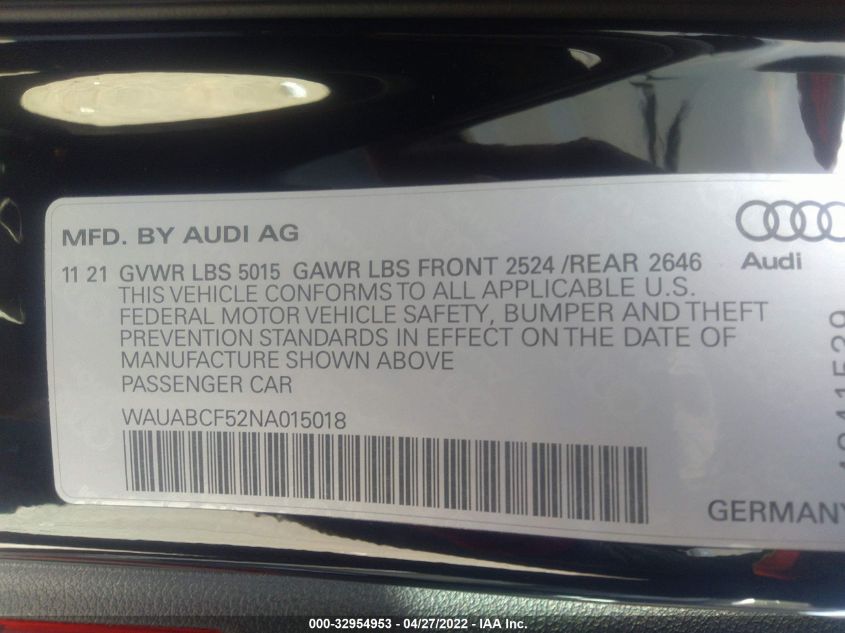 MFD. BY AUDI AG
11 21 GVWR LBS 5015 GAWR LBS FRONT 2524 /REAR 2646
THIS VEHICLE CONFORMS TO ALL APPLICABLE U.S.
FEDERAL MOTOR VEHICLE SAFETY, BUMPER AND THEFT
PREVENTION STANDARDS IN EFFECT ON THE DATE OF
MANUFACTURE SHOWN ABOVE
PASSENGER CAR
WAUABCF52NA015018
Audi
GERMANY
000-32954953 - 04/27/2022 - IAA Inc.